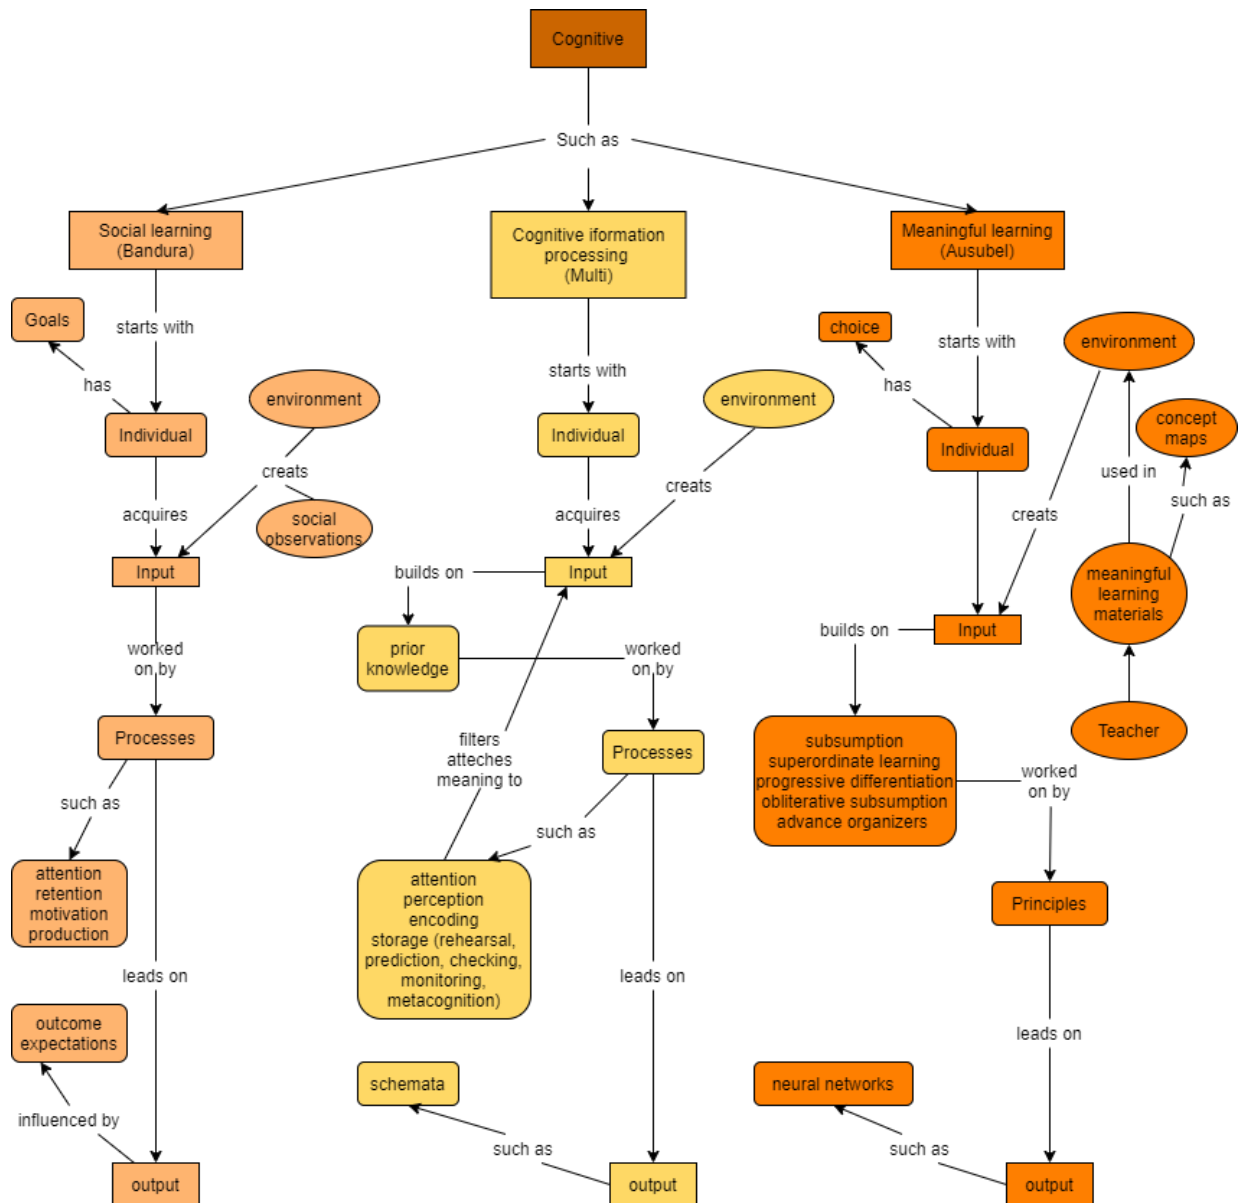 Cognitive
Such as
Social learning
(Bandura)
Goals
starts with
has
environment
Individual
creats
acquires
social
observations
Input
worked
on by
Processes
such as
attention
retention
motivation
production
leads on
outcome
expectations
influenced by
output
Cognitive iformation
processing
(Multi)
starts with
environment
Individual
creats
acquires
builds on
Input
prior
knowledge
worked
on by
filters
atteches
meaning to
Processes
such as
attention
perception
encoding
storage (rehearsal,
prediction, checking,
monitoring,
metacognition)
leads on
schemata
such as
output
Meaningful learning
(Ausubel)
choice
starts with
environment
has
concept
maps
Individual
used in
such as
creats
meaningful
learning
materials
builds on
Input
Teacher
subsumption
superordinate learning
progressive differentiation
obliterative subsumption
advance organizers
worked
on by
Principles
leads on
neural networks
such as
output